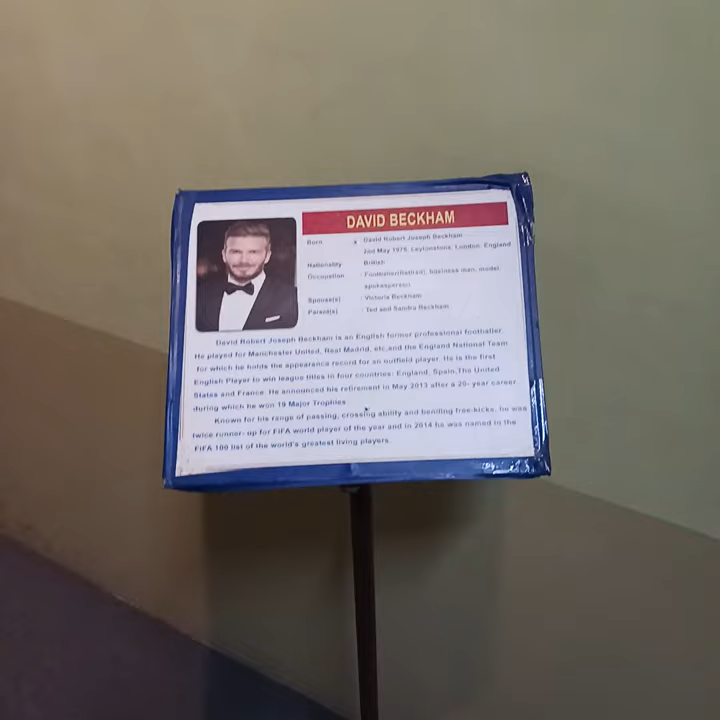 DAVID BECKHAM
Born : David Robert Joseph Beckham
2nd May 1975, Leytonstone, London. England
Nationality British
Occupation : Footballer(Retired), business man, model
spokesperson
Spouse(s) : Victoria Beckham
Parent(s) : Ted and Sandra Beckham
David Robert Joseph Beckham is an English former professional footballer.
He played for Manchester United, Real Madrid, etc,and the England National Team
for which he holds the appearance record for an outfield player. He is the first
English Player to win league titles in four countries: England, Spain,The United
States and France. He announced his retirement in May 2013 after a 20- year career
during which he won 19 Major Trophies.
Known for his range of passing, crossing ability and bending free-kicks, he was
twice runner- up for FIFA world player of the year and in 2014 he was named in the
FIFA 100 list of the world's greatest living players.